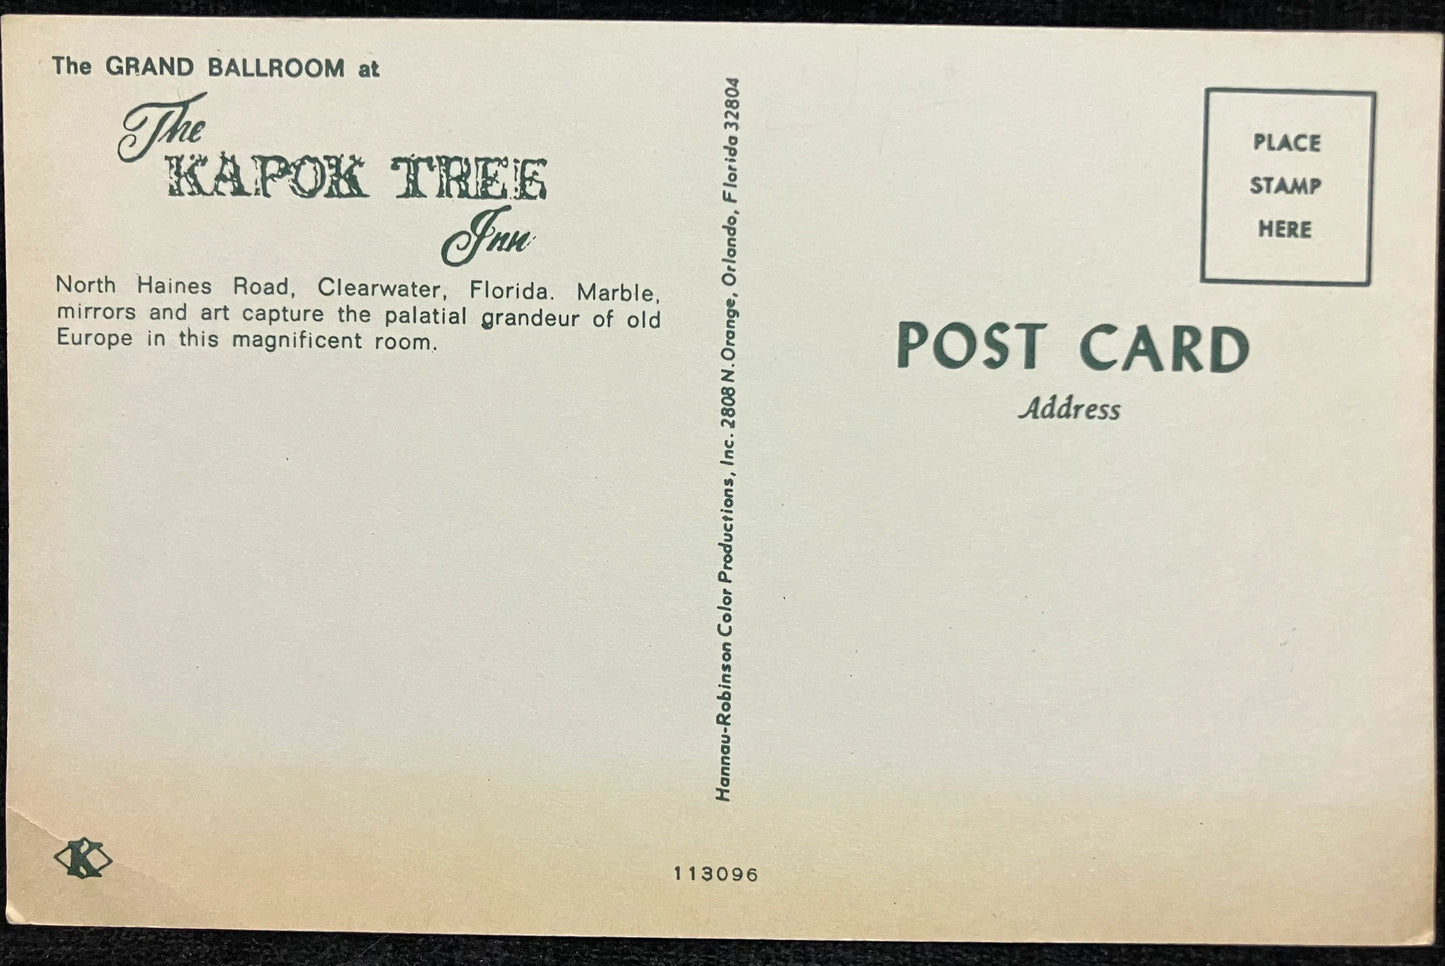 The GRAND BALLROOM at
The
KAPOK TREE
Inn
North Haines Road, Clearwater, Florida. Marble,
mirrors and art capture the palatial grandeur of old
Europe in this magnificent room.
K
Hannau-Robinson Color Productions, Inc. 2808 N. Orange, Orlando, Florida 32804
113096
PLACE
STAMP
HERE
POST CARD
Address